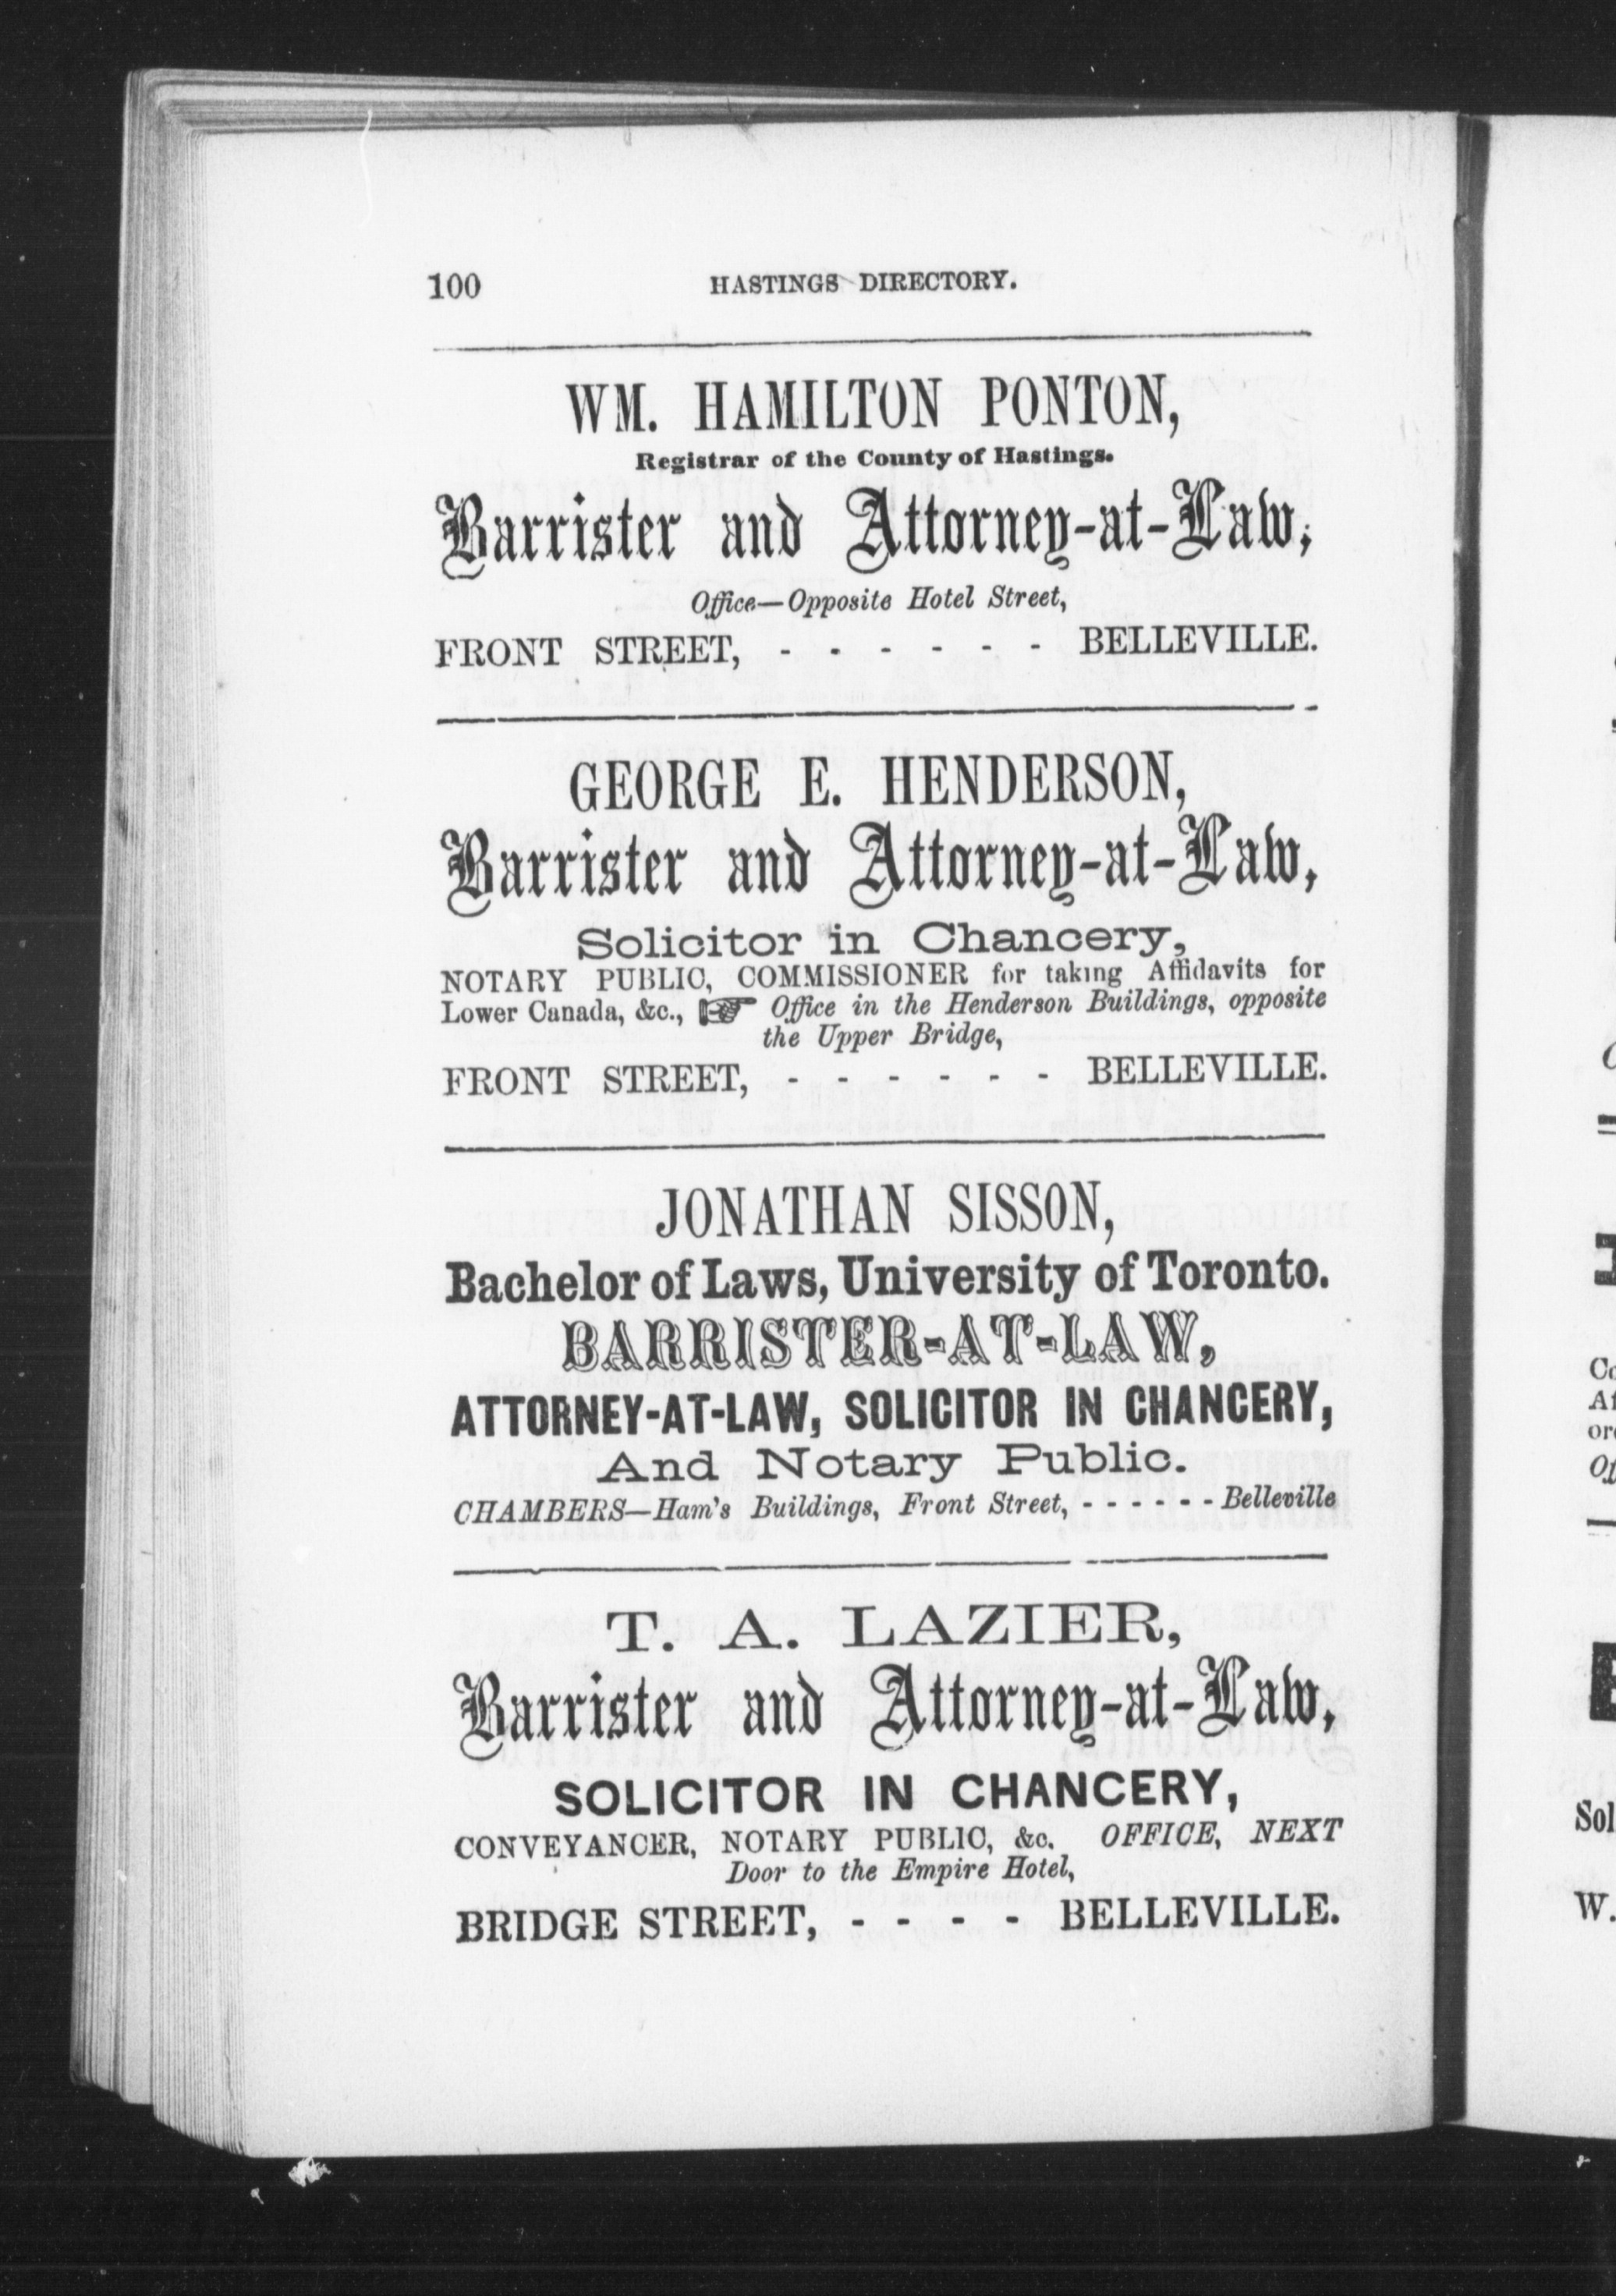 100 HASTINGS DIRECTORY.
WM. HAMILTON PONTON,
Registrar of the County of Hastings.
Barrister and Attorney-at-Law,
Office—Opposite Hotel Street,
FRONT STREET, - - - - - - BELLEVILLE.
GEORGE E. HENDERSON,
Barrister and Attorney-at-Law,
Solicitor in Chancery,
NOTARY PUBLIC, COMMISSIONER for taking Affidavits for
Lower Canada, &c., ☞ Office in the Henderson Buildings, opposite
the Upper Bridge,
FRONT STREET, - - - - - - BELLEVILLE.
JONATHAN SISSON,
Bachelor of Laws, University of Toronto.
BARRISTER-AT-LAW,
ATTORNEY-AT-LAW, SOLICITOR IN CHANCERY,
And Notary Public.
CHAMBERS—Ham's Buildings, Front Street, - - - - - - Belleville
T. A. LAZIER,
Barrister and Attorney-at-Law,
SOLICITOR IN CHANCERY,
CONVEYANCER, NOTARY PUBLIC, &c. OFFICE, NEXT
Door to the Empire Hotel,
BRIDGE STREET, - - - - BELLEVILLE.
Sol
W.